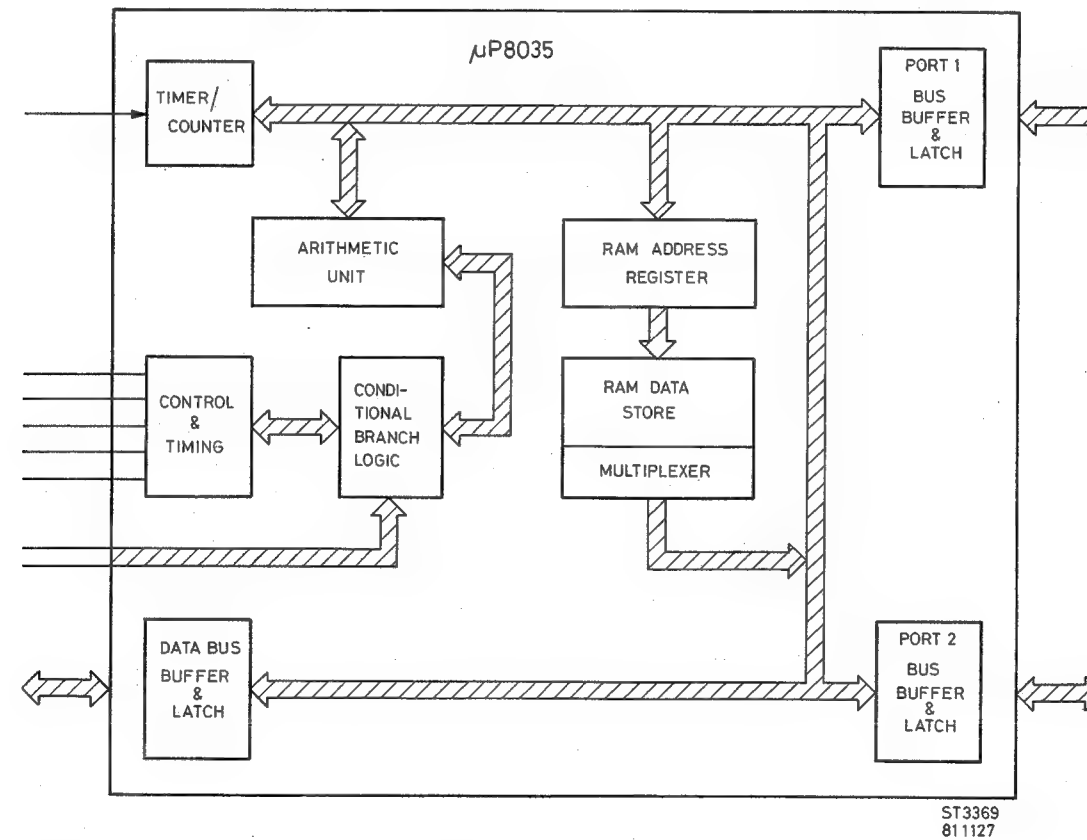 µP8035
TIMER/
COUNTER
PORT 1
BUS
BUFFER
&
LATCH
ARITHMETIC
UNIT
RAM ADDRESS
REGISTER
CONTROL
&
TIMING
CONDI-
TIONAL
BRANCH
LOGIC
RAM DATA
STORE
MULTIPLEXER
DATA BUS
BUFFER
&
LATCH
PORT 2
BUS
BUFFER
&
LATCH
ST3369
811127